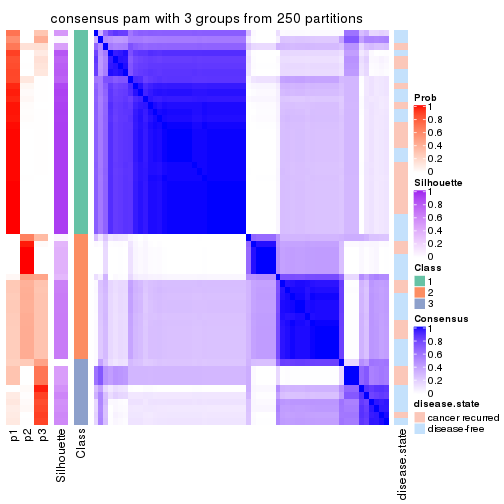 consensus pam with 3 groups from 250 partitions
Prob
1
0.8
0.6
0.4
0.2
0
Silhouette
1
0.8
0.6
0.4
0.2
0
Class
1
2
3
Consensus
1
0.8
0.6
0.4
0.2
0
disease.state
cancer recurred
disease-free
p1
p2
p3
Silhouette
Class
disease.state